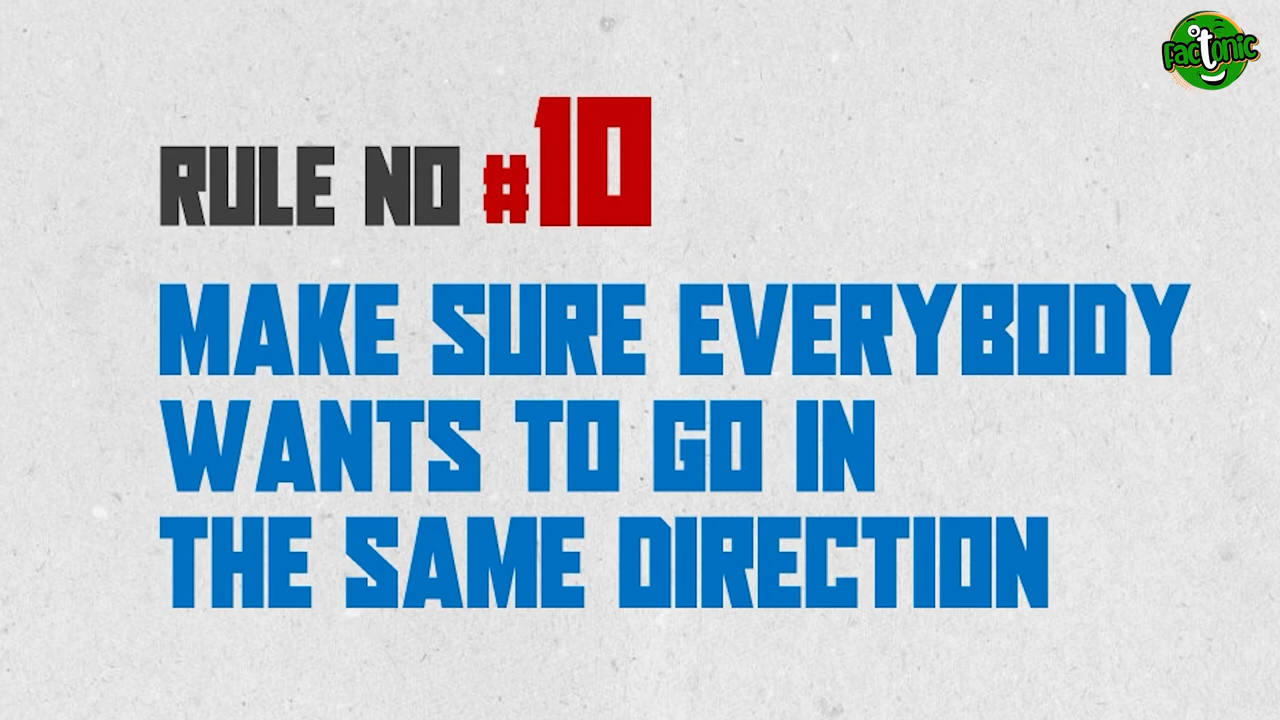 factonic
RULE NO #10
MAKE SURE EVERYBODY
WANTS TO GO IN
THE SAME DIRECTION